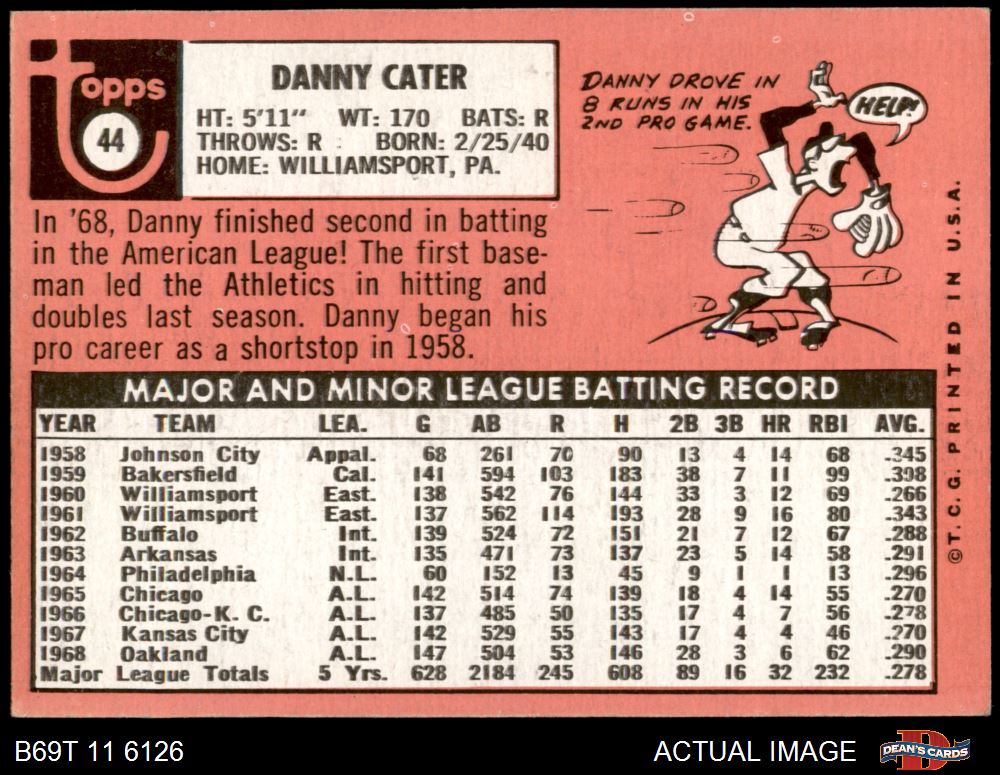 Topps
44
DANNY CATER
HT: 5'11" WT: 170 BATS: R
THROWS: R BORN: 2/25/40
HOME: WILLIAMSPORT, PA.
DANNY DROVE IN
8 RUNS IN HIS
2ND PRO GAME.
HELP!
In '68, Danny finished second in batting
in the American League! The first base-
man led the Athletics in hitting and
doubles last season. Danny began his
pro career as a shortstop in 1958.
MAJOR AND MINOR LEAGUE BATTING RECORD
YEAR TEAM LEA. G AB R H 2B 3B HR RBI AVG.
1958 Johnson City Appal. 68 261 70 90 13 4 14 68 .345
1959 Bakersfield Cal. 141 594 103 183 38 7 11 99 .308
1960 Williamsport East. 138 542 76 144 33 3 12 69 .266
1961 Williamsport East. 137 562 114 193 28 9 16 80 .343
1962 Buffalo Int. 139 524 72 151 21 7 12 67 .288
1963 Arkansas Int. 135 471 73 137 23 5 14 58 .291
1964 Philadelphia N.L. 60 152 13 45 9 1 1 13 .296
1965 Chicago A.L. 142 514 74 139 18 4 14 55 .270
1966 Chicago-K. C. A.L. 137 485 50 135 17 4 7 56 .278
1967 Kansas City A.L. 142 529 55 143 17 4 4 46 .270
1968 Oakland A.L. 147 504 53 146 28 3 6 62 .290
Major League Totals 5 Yrs. 628 2184 245 608 89 16 32 232 .278
©T. C. G. PRINTED IN U.S.A.
B69T 11 6126
ACTUAL IMAGE
D
DEAN'S CARDS